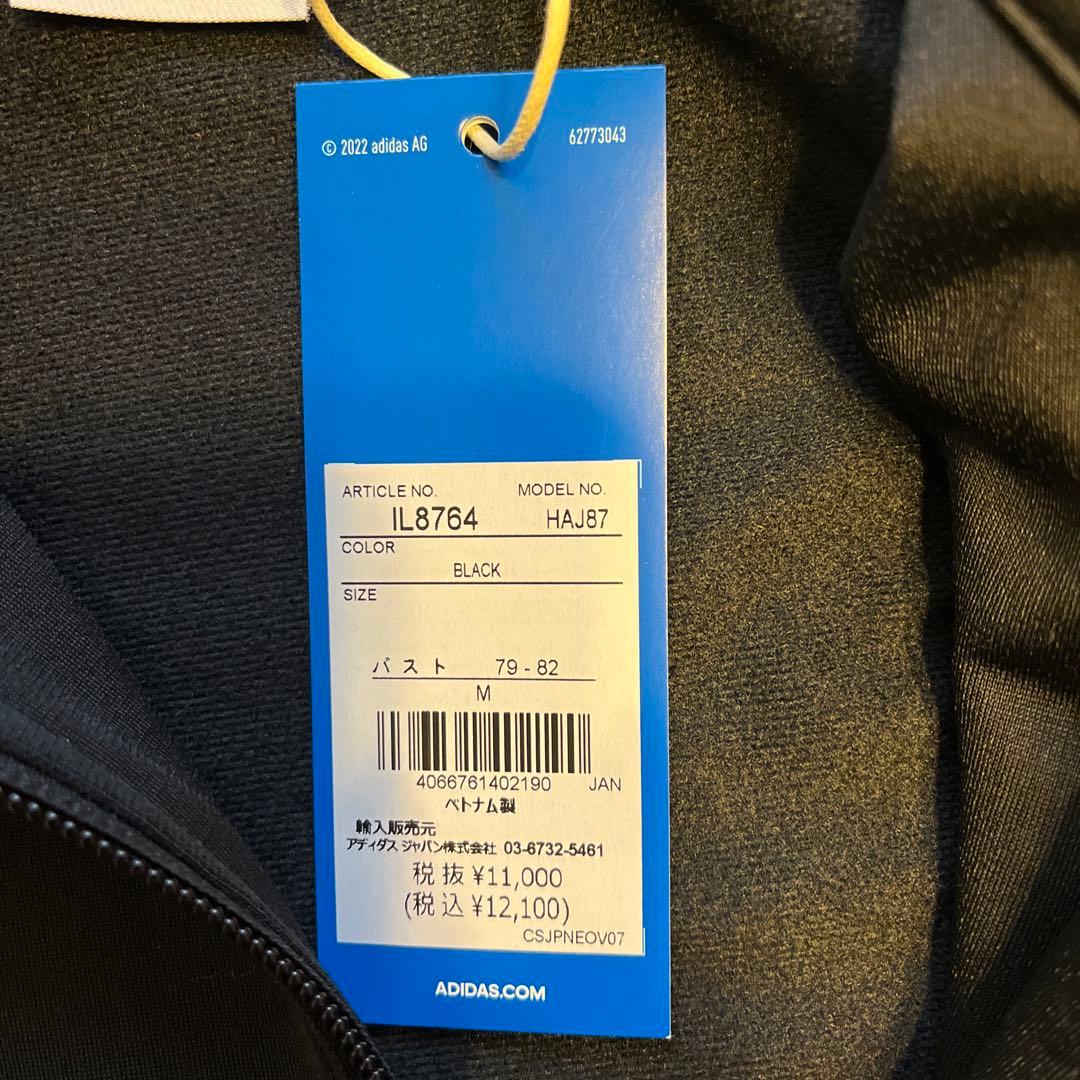 © 2022 adidas AG 62773043
ARTICLE NO. MODEL NO.
IL8764 HAJ87
COLOR
BLACK
SIZE
バスト 79 - 82
M
4066761402190 JAN
ベトナム製
輸入販売元
アディダス ジャパン株式会社 03-6732-5461
税抜 ¥11,000
(税込 ¥12,100)
CSJPNEOV07
ADIDAS.COM